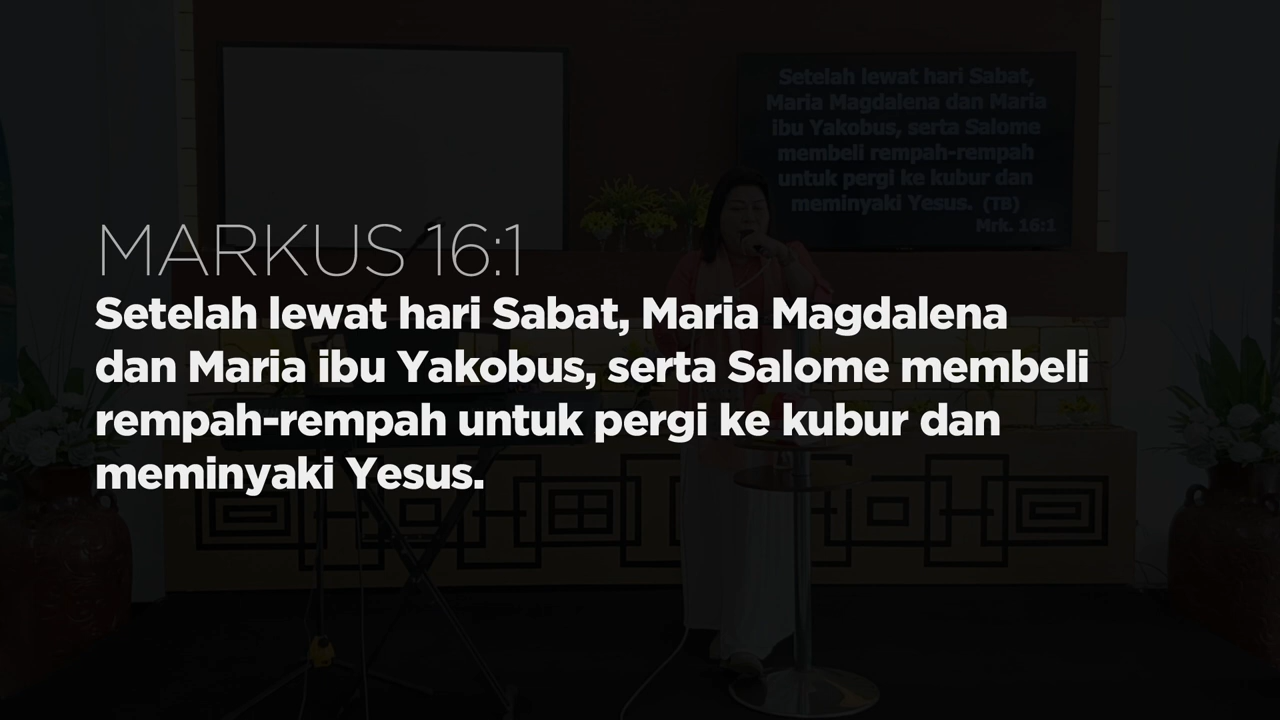 Setelah lewat hari Sabat,
Maria Magdalena dan Maria
ibu Yakobus, serta Salome
membeli rempah-rempah
untuk pergi ke kubur dan
meminyaki Yesus. (TB)
Mrk. 16:1
MARKUS 16:1
Setelah lewat hari Sabat, Maria Magdalena
dan Maria ibu Yakobus, serta Salome membeli
rempah-rempah untuk pergi ke kubur dan
meminyaki Yesus.